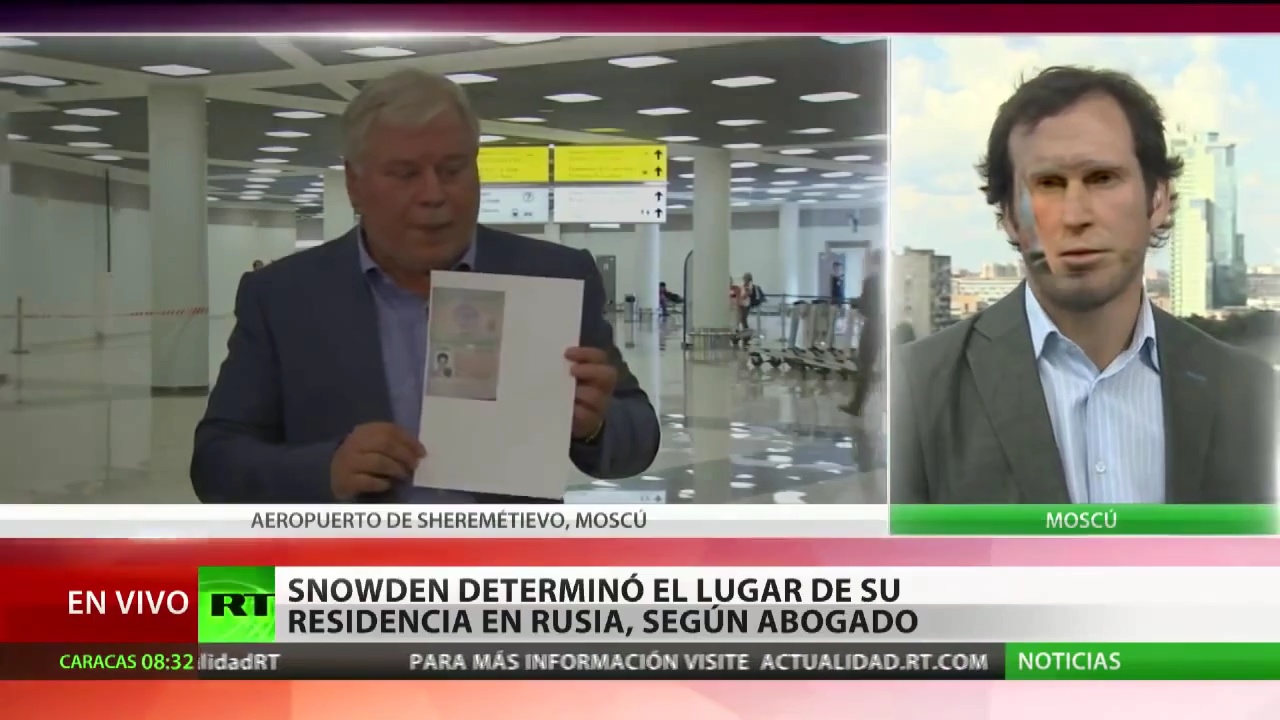 AEROPUERTO DE SHEREMÉTIEVO, MOSCÚ
MOSCÚ
EN VIVO
RT
SNOWDEN DETERMINÓ EL LUGAR DE SU
RESIDENCIA EN RUSIA, SEGÚN ABOGADO
CARACAS 08:32
alidadRT
PARA MÁS INFORMACIÓN VISITE ACTUALIDAD.RT.COM
NOTICIAS